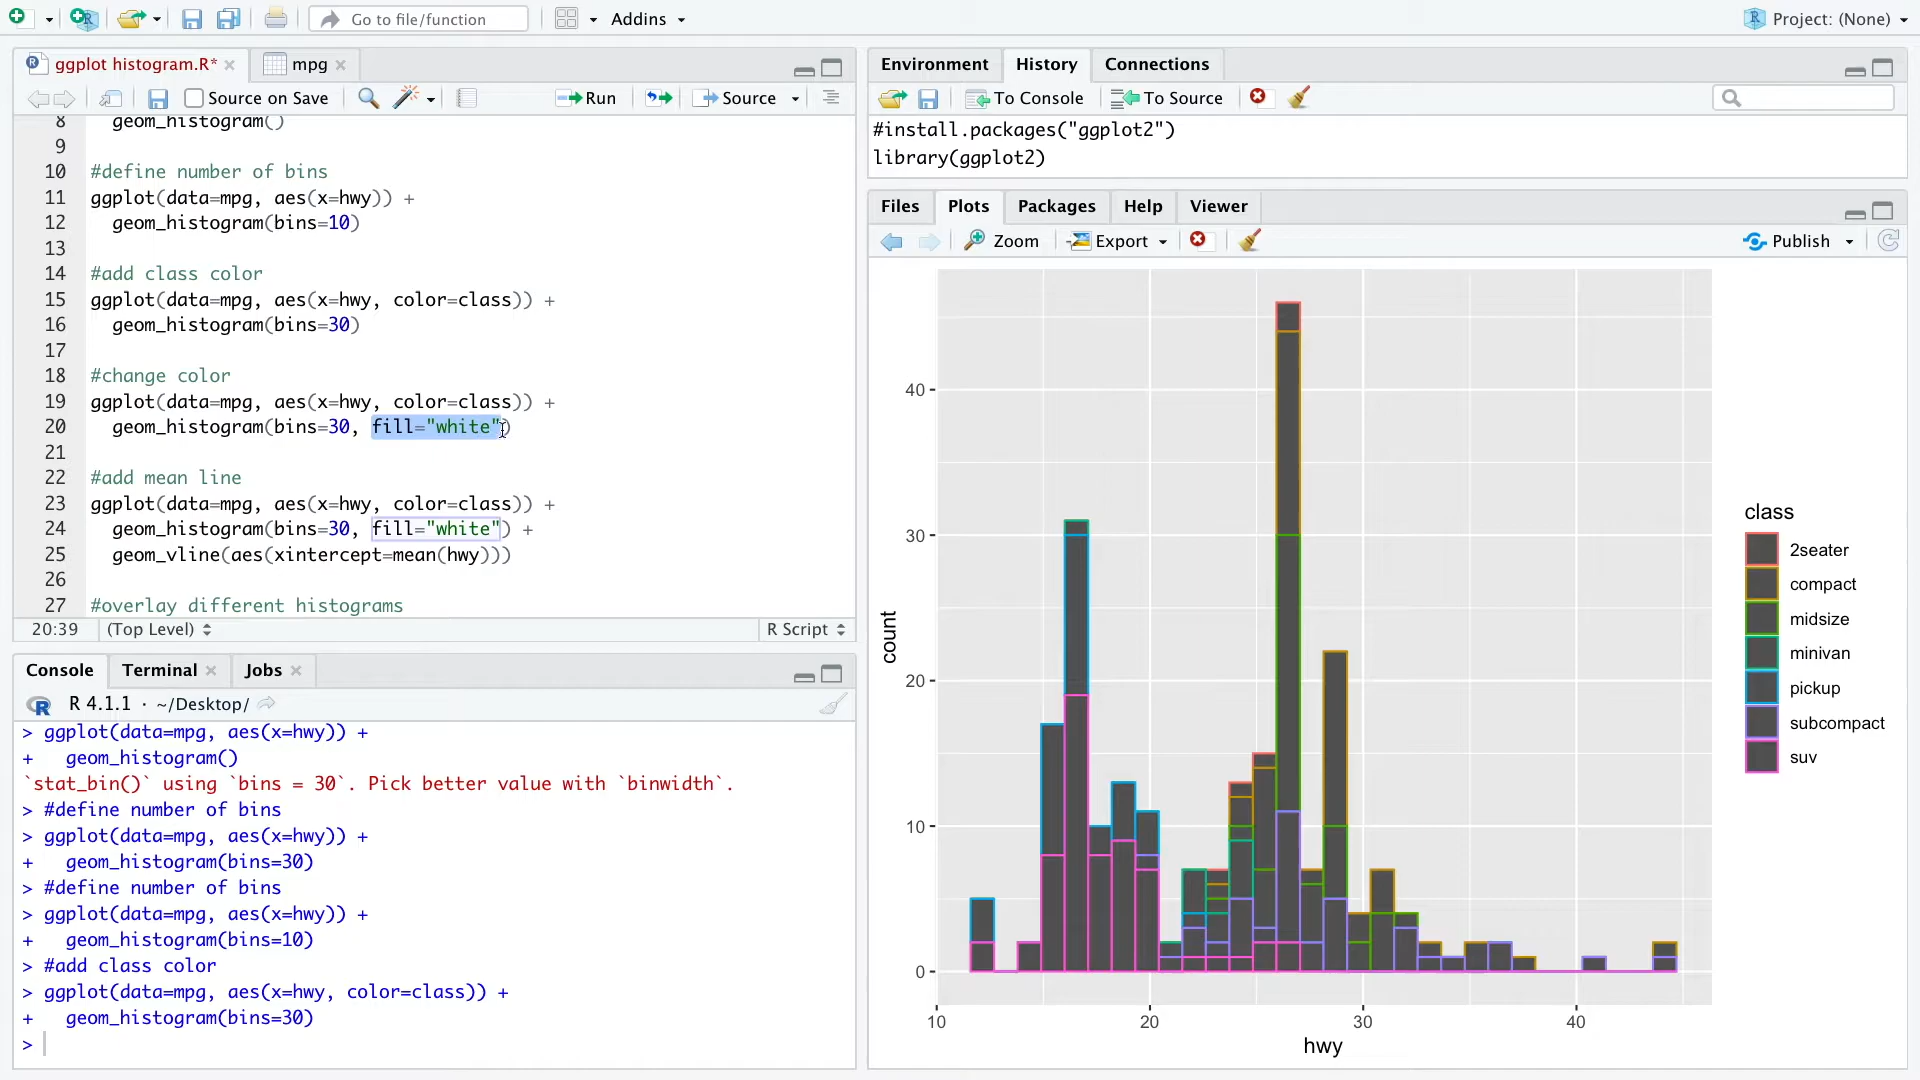 Go to file/function
Addins
Project: (None)
ggplot histogram.R*
mpg
Source on Save
Run
Source
8 geom_histogram()
9
10 #define number of bins
11 ggplot(data=mpg, aes(x=hwy)) +
12 geom_histogram(bins=10)
13
14 #add class color
15 ggplot(data=mpg, aes(x=hwy, color=class)) +
16 geom_histogram(bins=30)
17
18 #change color
19 ggplot(data=mpg, aes(x=hwy, color=class)) +
20 geom_histogram(bins=30, fill="white")
21
22 #add mean line
23 ggplot(data=mpg, aes(x=hwy, color=class)) +
24 geom_histogram(bins=30, fill="white") +
25 geom_vline(aes(xintercept=mean(hwy)))
26
27 #overlay different histograms
20:39 (Top Level) R Script
Console Terminal Jobs
R 4.1.1 · ~/Desktop/
> ggplot(data=mpg, aes(x=hwy)) +
+ geom_histogram()
`stat_bin()` using `bins = 30`. Pick better value with `binwidth`.
> #define number of bins
> ggplot(data=mpg, aes(x=hwy)) +
+ geom_histogram(bins=30)
> #define number of bins
> ggplot(data=mpg, aes(x=hwy)) +
+ geom_histogram(bins=10)
> #add class color
> ggplot(data=mpg, aes(x=hwy, color=class)) +
+ geom_histogram(bins=30)
>
Environment History Connections
To Console To Source
#install.packages("ggplot2")
library(ggplot2)
Files Plots Packages Help Viewer
Zoom Export Publish
40
30
20
10
0
count
10 20 30 40
hwy
class
2seater
compact
midsize
minivan
pickup
subcompact
suv